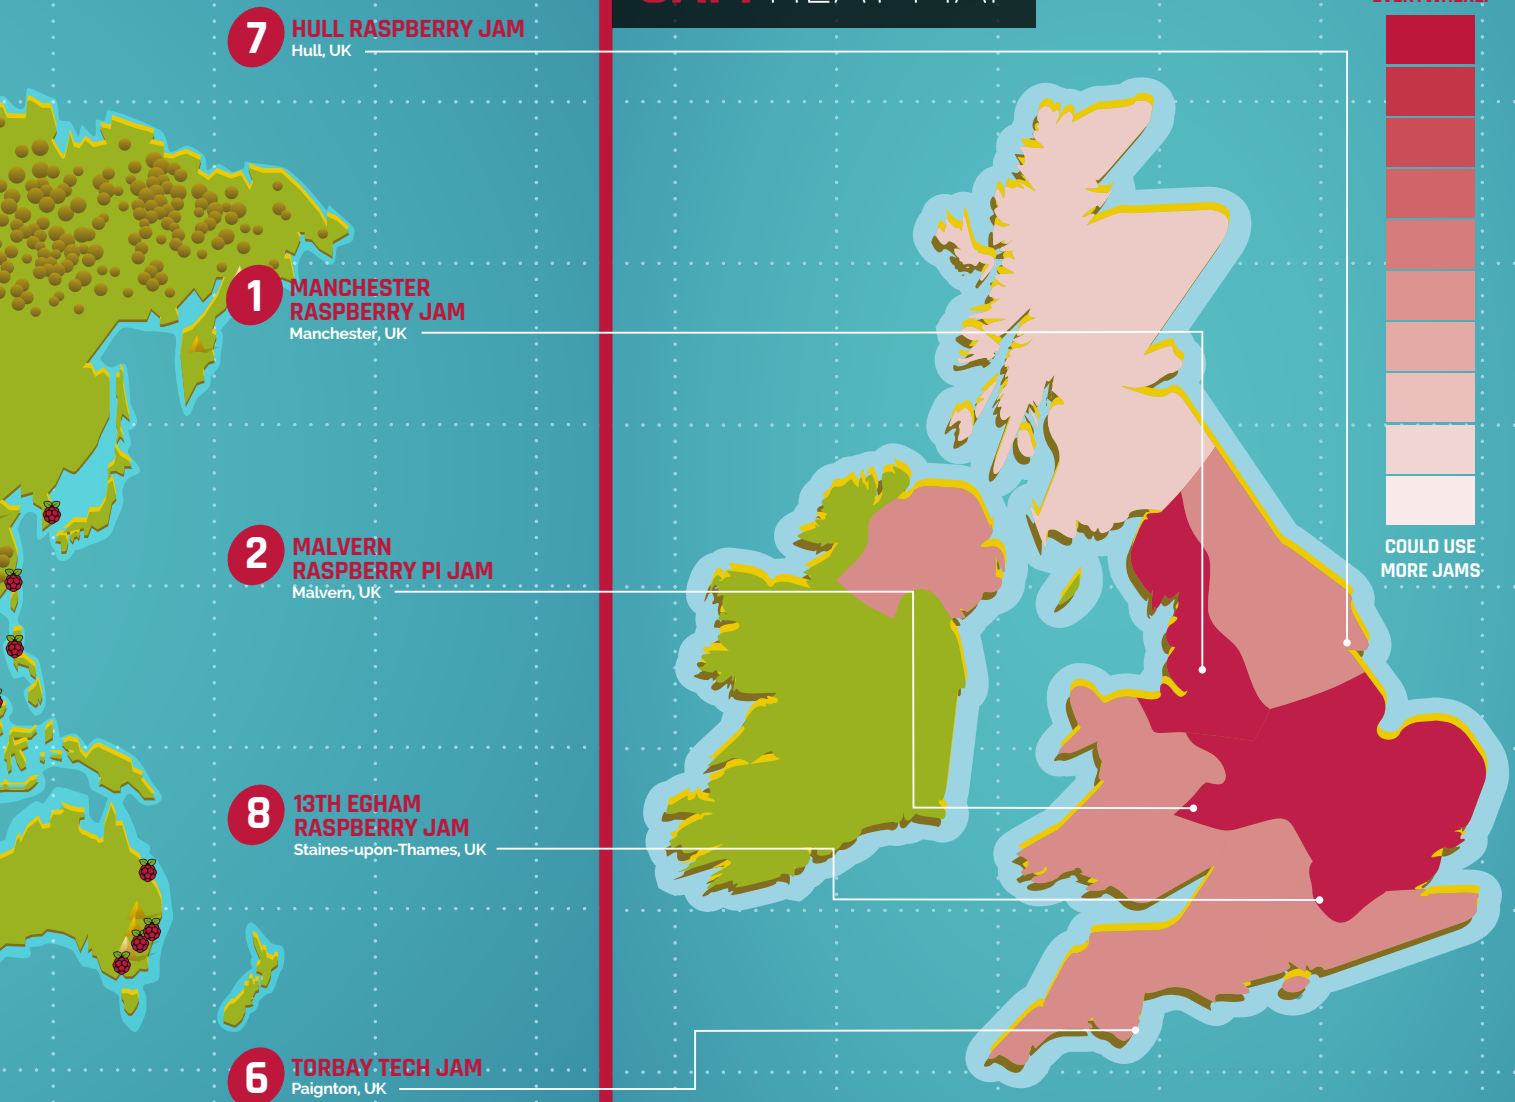 7
HULL RASPBERRY JAM
Hull, UK
1
MANCHESTER
RASPBERRY JAM
Manchester, UK
2
MALVERN
RASPBERRY PI JAM
Malvern, UK
8
13TH EGHAM
RASPBERRY JAM
Staines-upon-Thames, UK
6
TORBAY TECH JAM
Paignton, UK
COULD USE
MORE JAMS